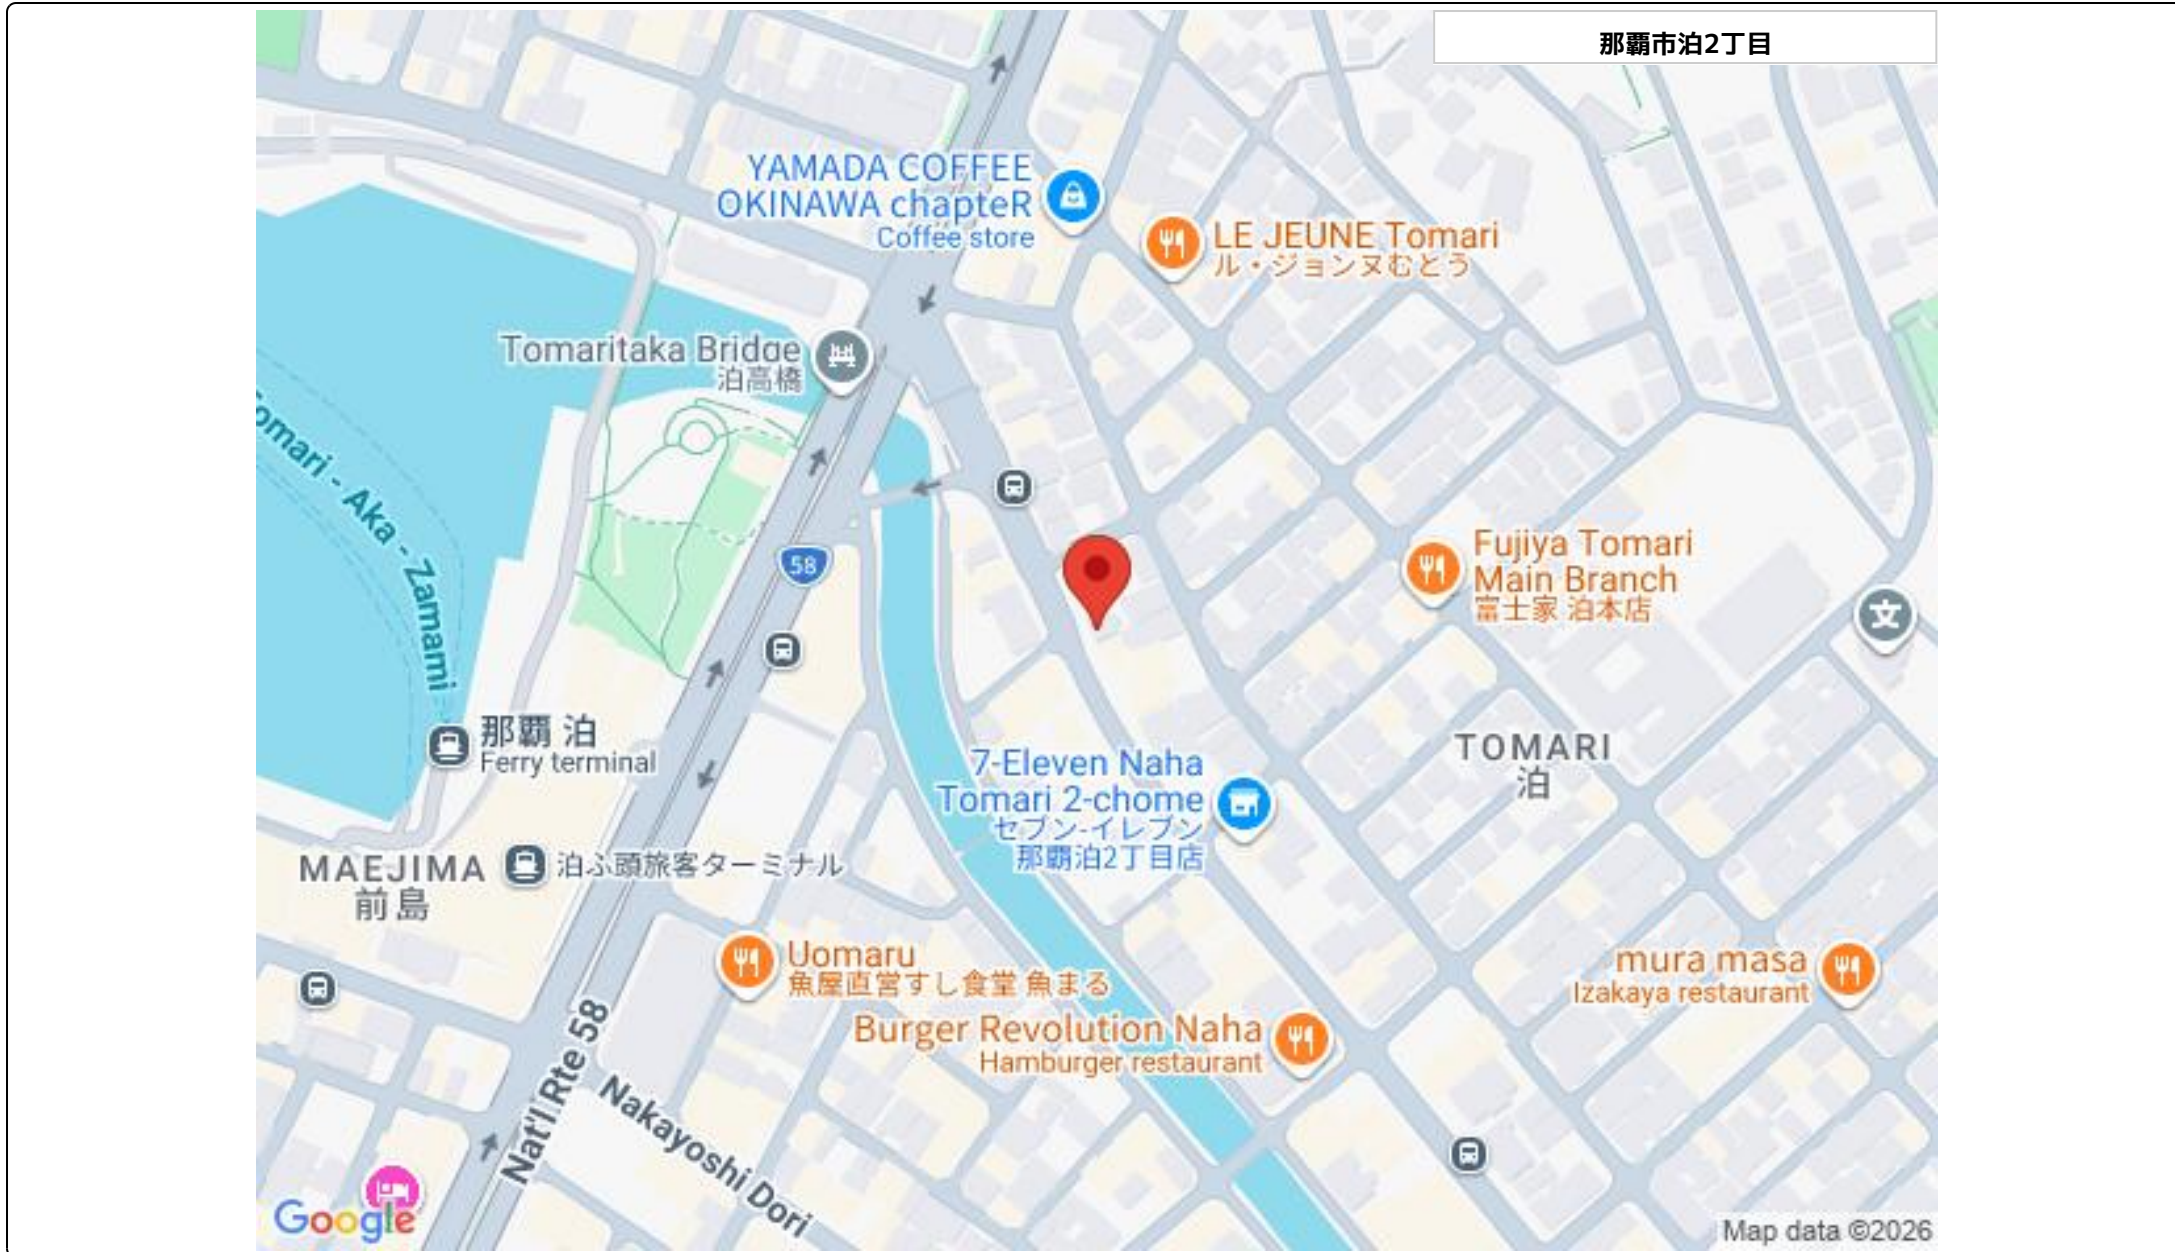 那覇市泊2丁目
YAMADA COFFEE
OKINAWA chapteR
Coffee store
LE JEUNE Tomari
ル・ジョンヌむとう
Tomaritaka Bridge
泊高橋
Tomari - Aka - Zamami
58
Fujiya Tomari
Main Branch
富士家 泊本店
文
那覇 泊
Ferry terminal
TOMARI
泊
7-Eleven Naha
Tomari 2-chome
セブン-イレブン
那覇泊2丁目店
MAEJIMA
前島
泊ふ頭旅客ターミナル
Uomaru
魚屋直営すし食堂 魚まる
mura masa
Izakaya restaurant
Burger Revolution Naha
Hamburger restaurant
Nat'l Rte 58
Nakayoshi Dori
Google
Map data ©2026